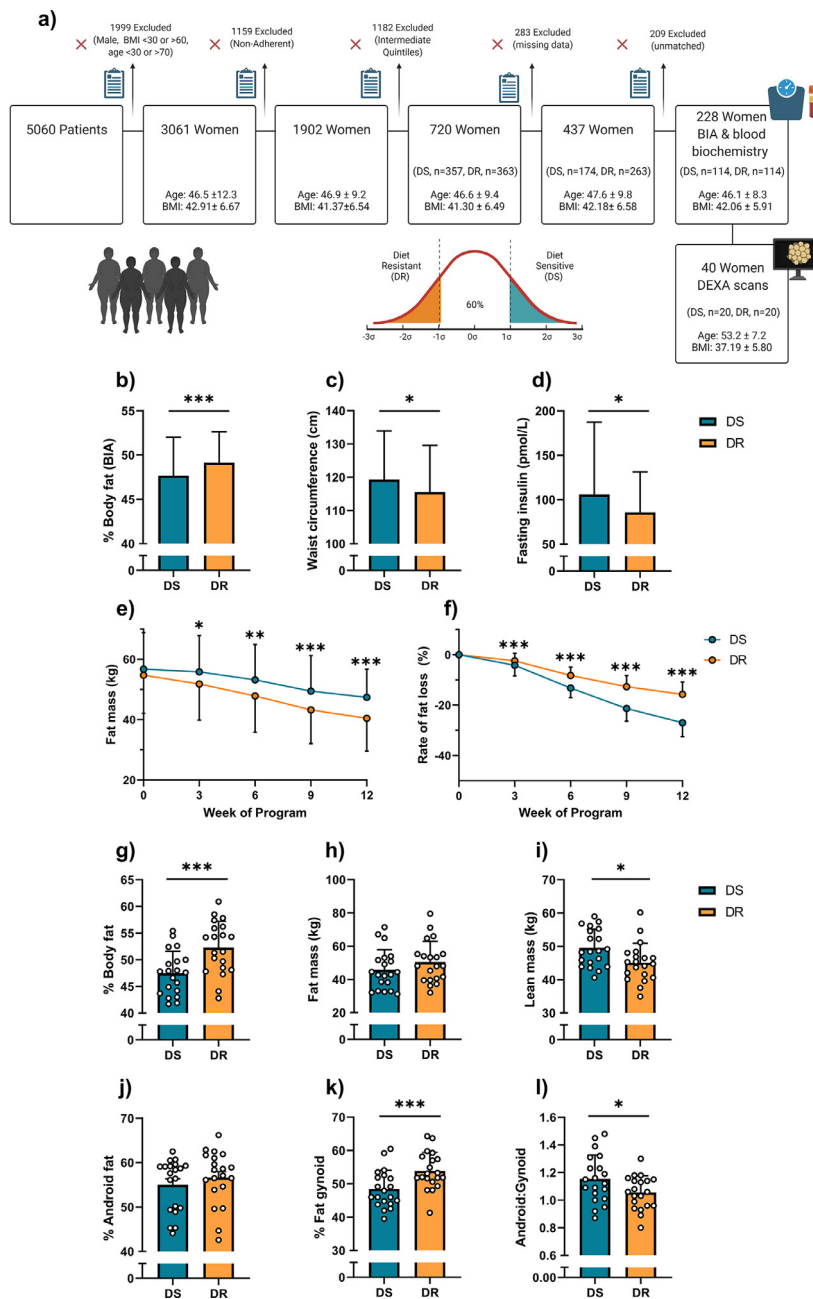 a)
1999 Excluded
(Male, BMI <30 or >60,
age <30 or >70)
1159 Excluded
(Non-Adherent)
1182 Excluded
(Intermediate
Quintiles)
283 Excluded
(missing data)
209 Excluded
(unmatched)
5060 Patients
3061 Women
Age: 46.5 ±12.3
BMI: 42.91± 6.67
1902 Women
Age: 46.9 ± 9.2
BMI: 41.37±6.54
720 Women
(DS, n=357, DR, n=363)
Age: 46.6 ± 9.4
BMI: 41.30 ± 6.49
437 Women
(DS, n=174, DR, n=263)
Age: 47.6 ± 9.8
BMI: 42.18± 6.58
228 Women
BIA & blood
biochemistry
(DS, n=114, DR, n=114)
Age: 46.1 ± 8.3
BMI: 42.06 ± 5.91
40 Women
DEXA scans
(DS, n=20, DR, n=20)
Age: 53.2 ± 7.2
BMI: 37.19 ± 5.80
Diet
Resistant
(DR)
60%
Diet
Sensitive
(DS)
-3σ -2σ -1σ 0σ 1σ 2σ 3σ
b)
% Body fat (BIA)
55
50
45
40
0
***
DS DR
c)
Waist circumference (cm)
140
130
120
110
100
0
*
DS DR
d)
Fasting insulin (pmol/L)
200
150
100
50
0
*
DS DR
DS
DR
e)
Fat mass (kg)
60
40
20
* ** *** ***
0 3 6 9 12
Week of Program
f)
Rate of fat loss (%)
0
-20
-40
*** *** *** ***
0 3 6 9 12
Week of Program
DS
DR
g)
% Body fat
65
60
55
50
45
40
0
***
DS DR
h)
Fat mass (kg)
100
80
60
40
20
0
DS DR
i)
Lean mass (kg)
70
60
50
40
30
0
*
DS DR
DS
DR
j)
% Android fat
70
60
50
40
0
DS DR
k)
% Fat gynoid
70
60
50
40
30
0
***
DS DR
l)
Android:Gynoid
1.6
1.4
1.2
1.0
0.8
0.6
0.00
*
DS DR